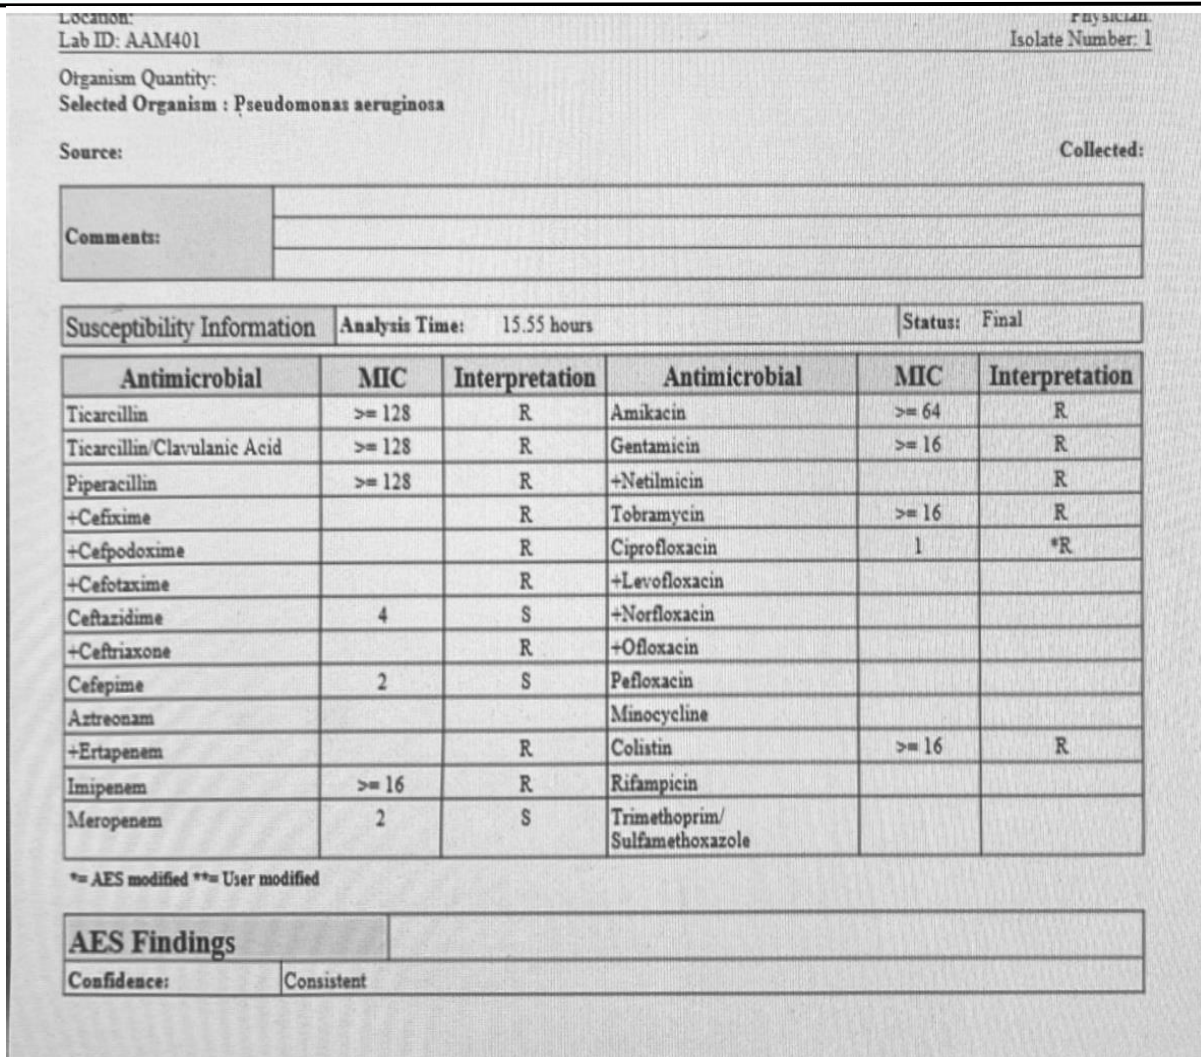 Location: Physician:
Lab ID: AAM401 Isolate Number: 1
Organism Quantity:
Selected Organism : Pseudomonas aeruginosa
Source: Collected:
Comments:
Susceptibility Information Analysis Time: 15.55 hours Status: Final
Antimicrobial MIC Interpretation Antimicrobial MIC Interpretation
Ticarcillin >= 128 R Amikacin >= 64 R
Ticarcillin/Clavulanic Acid >= 128 R Gentamicin >= 16 R
Piperacillin >= 128 R +Netilmicin R
+Cefixime R Tobramycin >= 16 R
+Cefpodoxime R Ciprofloxacin 1 *R
+Cefotaxime R +Levofloxacin
Ceftazidime 4 S +Norfloxacin
+Ceftriaxone R +Ofloxacin
Cefepime 2 S Pefloxacin
Aztreonam Minocycline
+Ertapenem R Colistin >= 16 R
Imipenem >= 16 R Rifampicin
Meropenem 2 S Trimethoprim/
Sulfamethoxazole
*= AES modified **= User modified
AES Findings
Confidence: Consistent